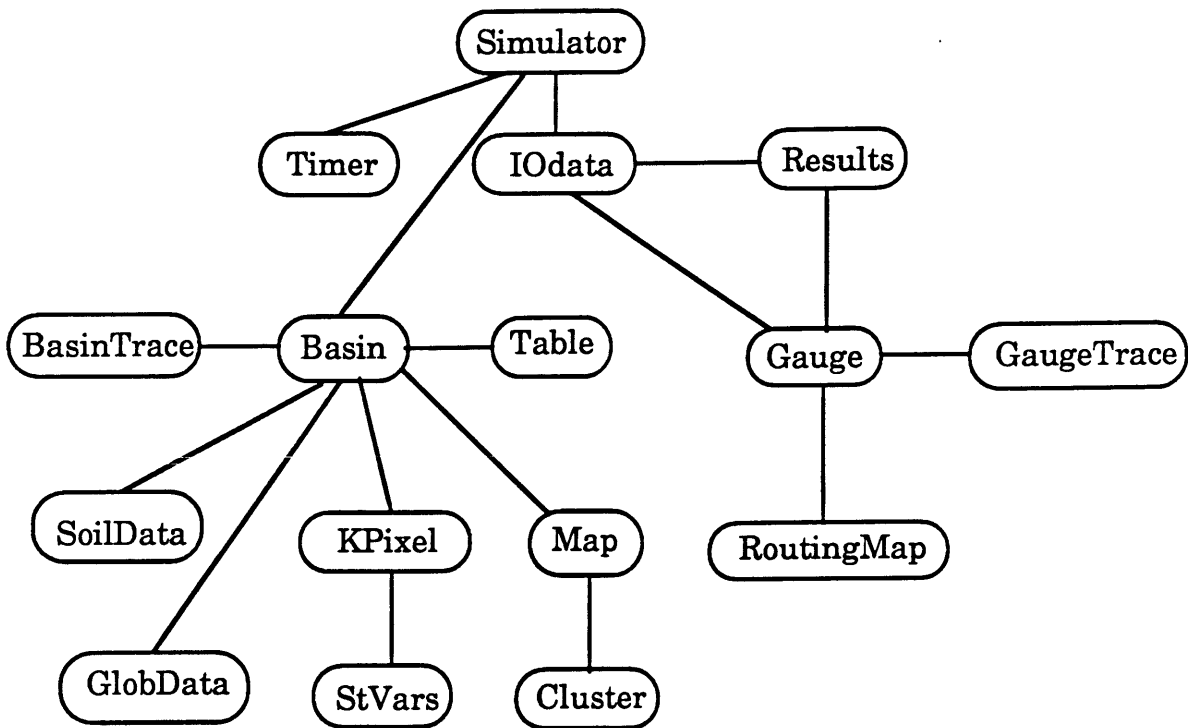 Simulator
Timer
IOdata
Results
BasinTrace
Basin
Table
Gauge
GaugeTrace
SoilData
KPixel
Map
RoutingMap
GlobData
StVars
Cluster